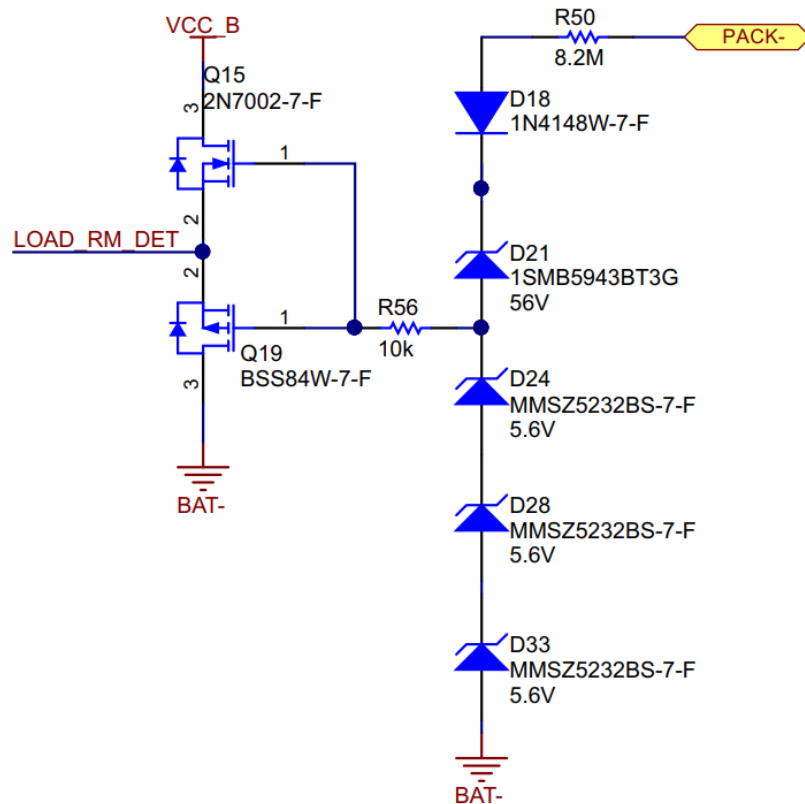 VCC_B
Q15
2N7002-7-F
3
1
2
LOAD_RM_DET
2
1
Q19
BSS84W-7-F
3
BAT-
R56
10k
R50
8.2M
PACK-
D18
1N4148W-7-F
D21
1SMB5943BT3G
56V
D24
MMSZ5232BS-7-F
5.6V
D28
MMSZ5232BS-7-F
5.6V
D33
MMSZ5232BS-7-F
5.6V
BAT-